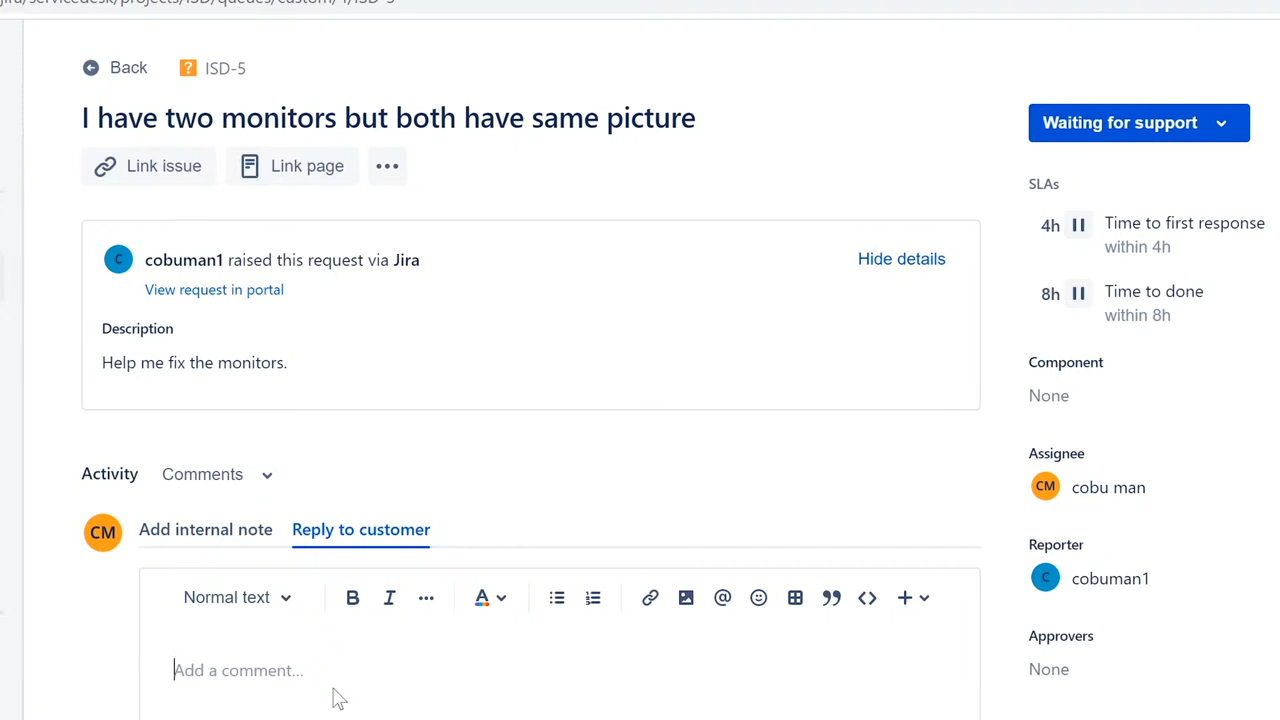 Back ISD-5
I have two monitors but both have same picture
Link issue Link page
cobuman1 raised this request via Jira
Hide details
View request in portal
Description
Help me fix the monitors.
Activity Comments
CM Add internal note Reply to customer
Normal text
Add a comment...
Waiting for support
SLAs
4h Time to first response
within 4h
8h Time to done
within 8h
Component
None
Assignee
CM cobu man
Reporter
C cobuman1
Approvers
None